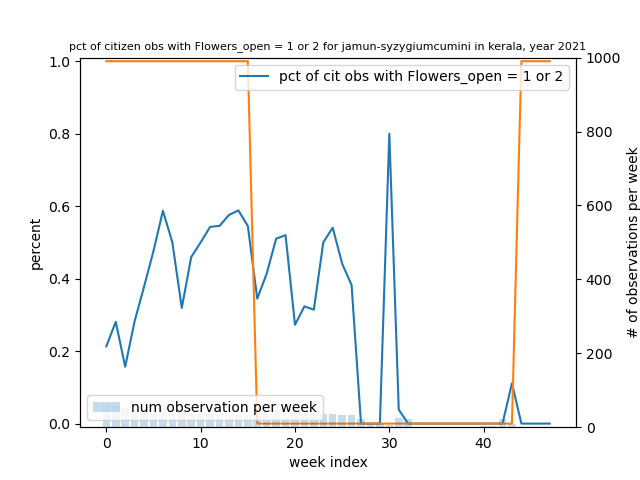 pct of citizen obs with Flowers_open = 1 or 2 for jamun-syzygiumcumini in kerala, year 2021
pct of cit obs with Flowers_open = 1 or 2
num observation per week
percent
1.0
0.8
0.6
0.4
0.2
0.0
1000
800
600
400
200
0
# of observations per week
0 10 20 30 40
week index